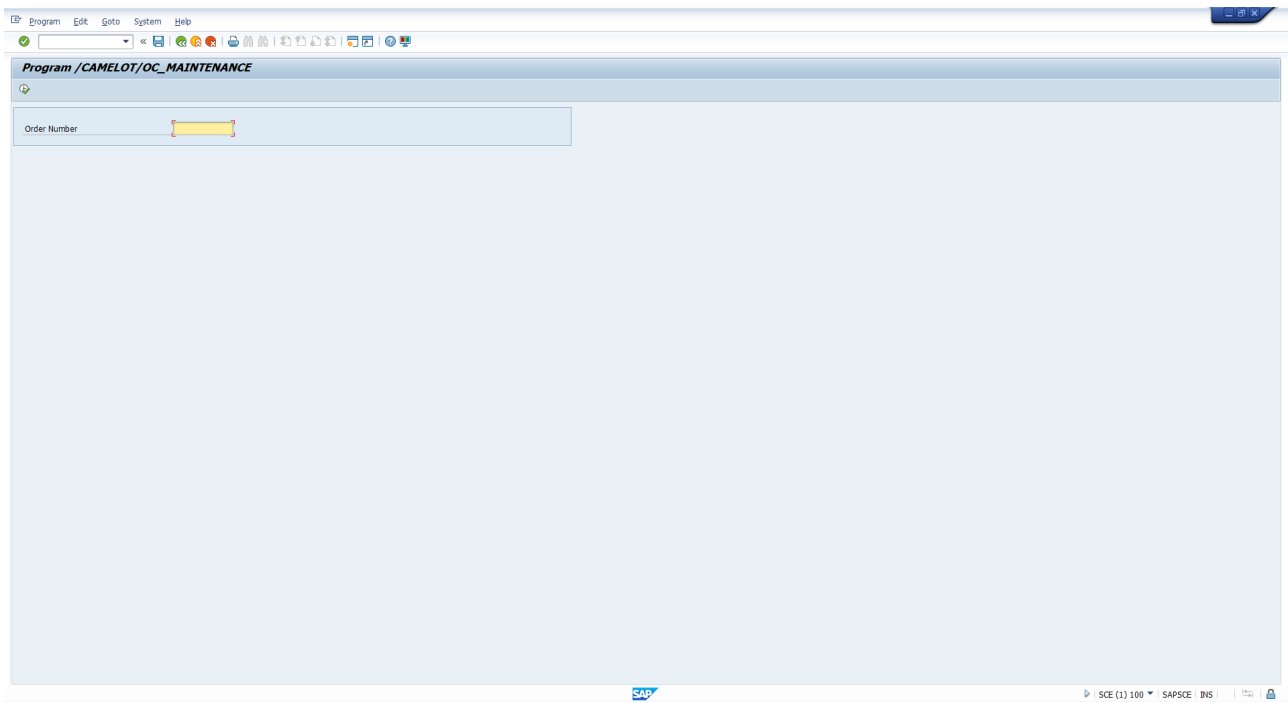 Program Edit Goto System Help
Program /CAMELOT/OC_MAINTENANCE
Order Number
SAP
SCE (1) 100 SAPSCE INS